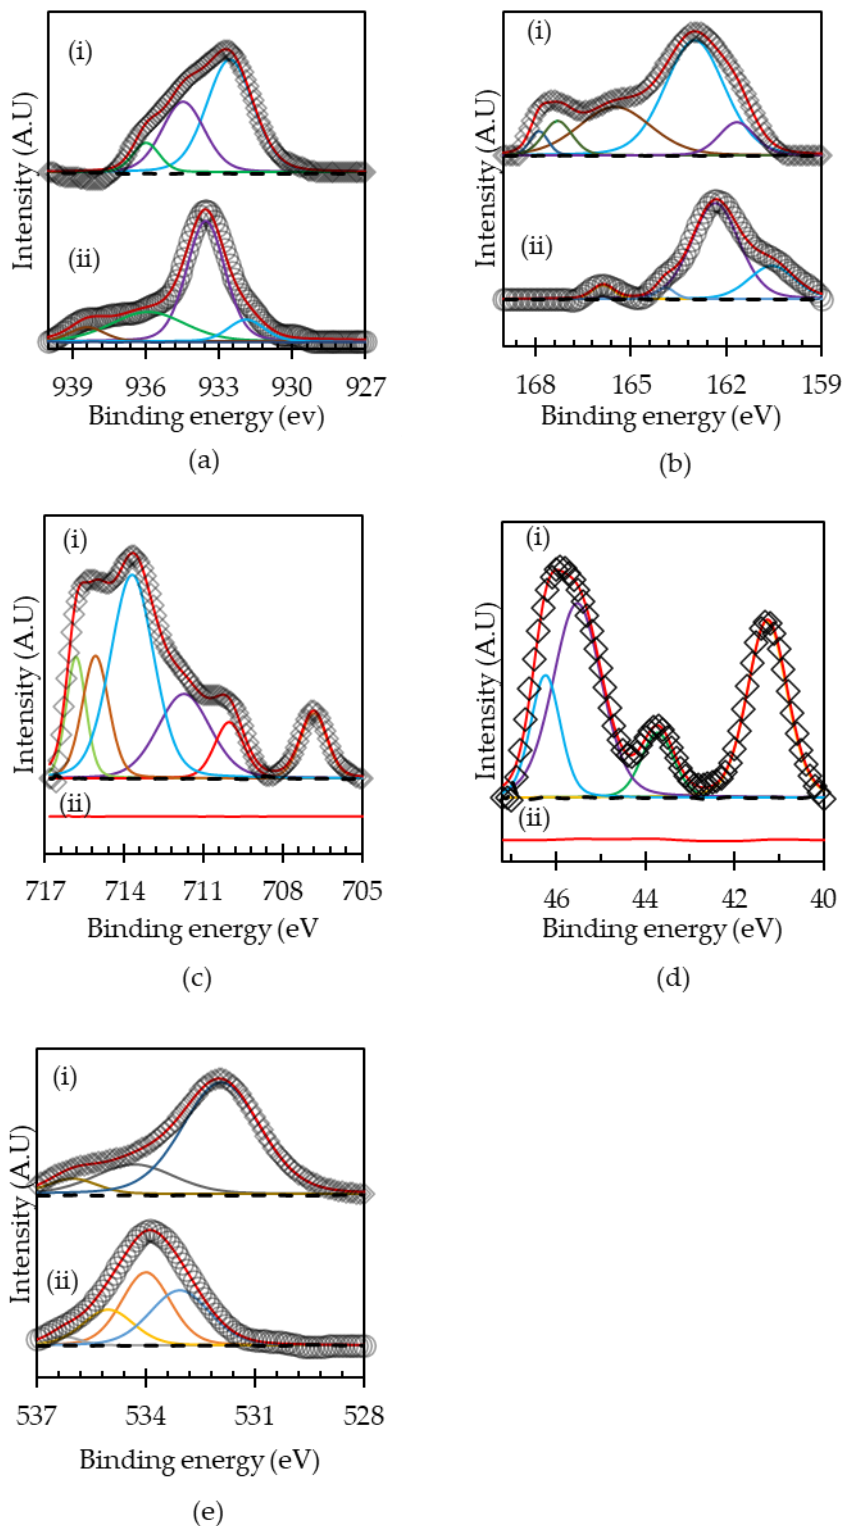 (i) (i)
Intensity (A.U) Intensity (A.U)
(ii) (ii)
939 936 933 930 927 168 165 162 159
Binding energy (ev) Binding energy (eV)
(a) (b)
(i) (i)
Intensity (A.U) Intensity (A.U)
(ii) (ii)
717 714 711 708 705 46 44 42 40
Binding energy (eV Binding energy (eV)
(c) (d)
(i)
Intensity (A.U)
(ii)
537 534 531 528
Binding energy (eV)
(e)